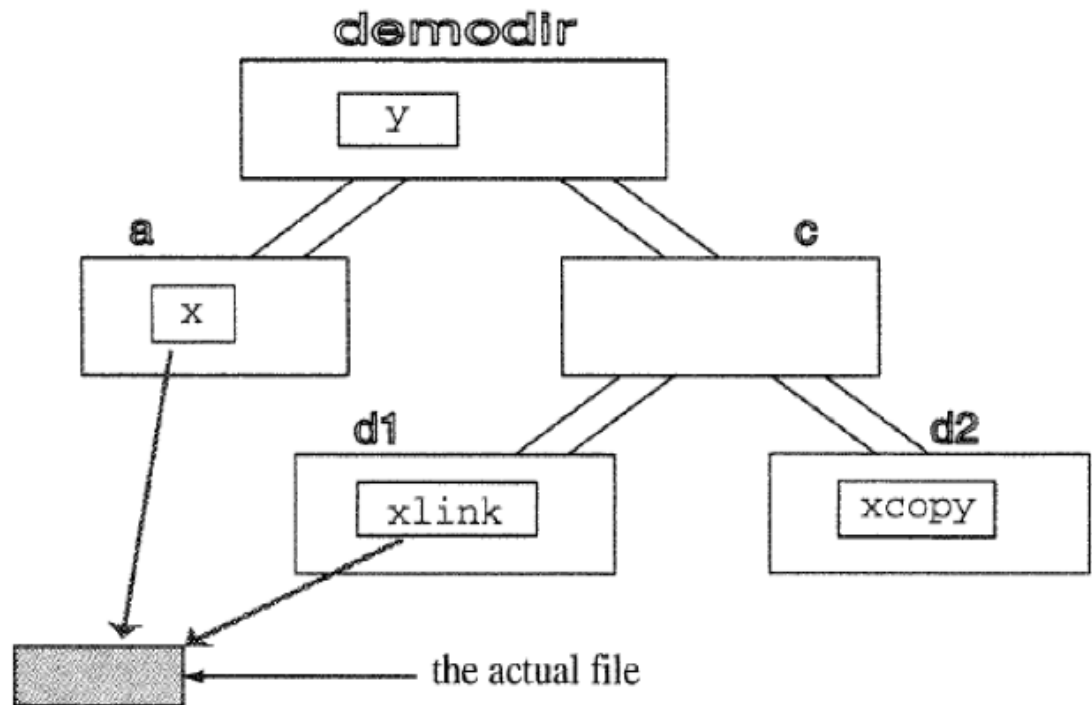 demodir
y
a
c
x
d1
d2
xlink
xcopy
the actual file